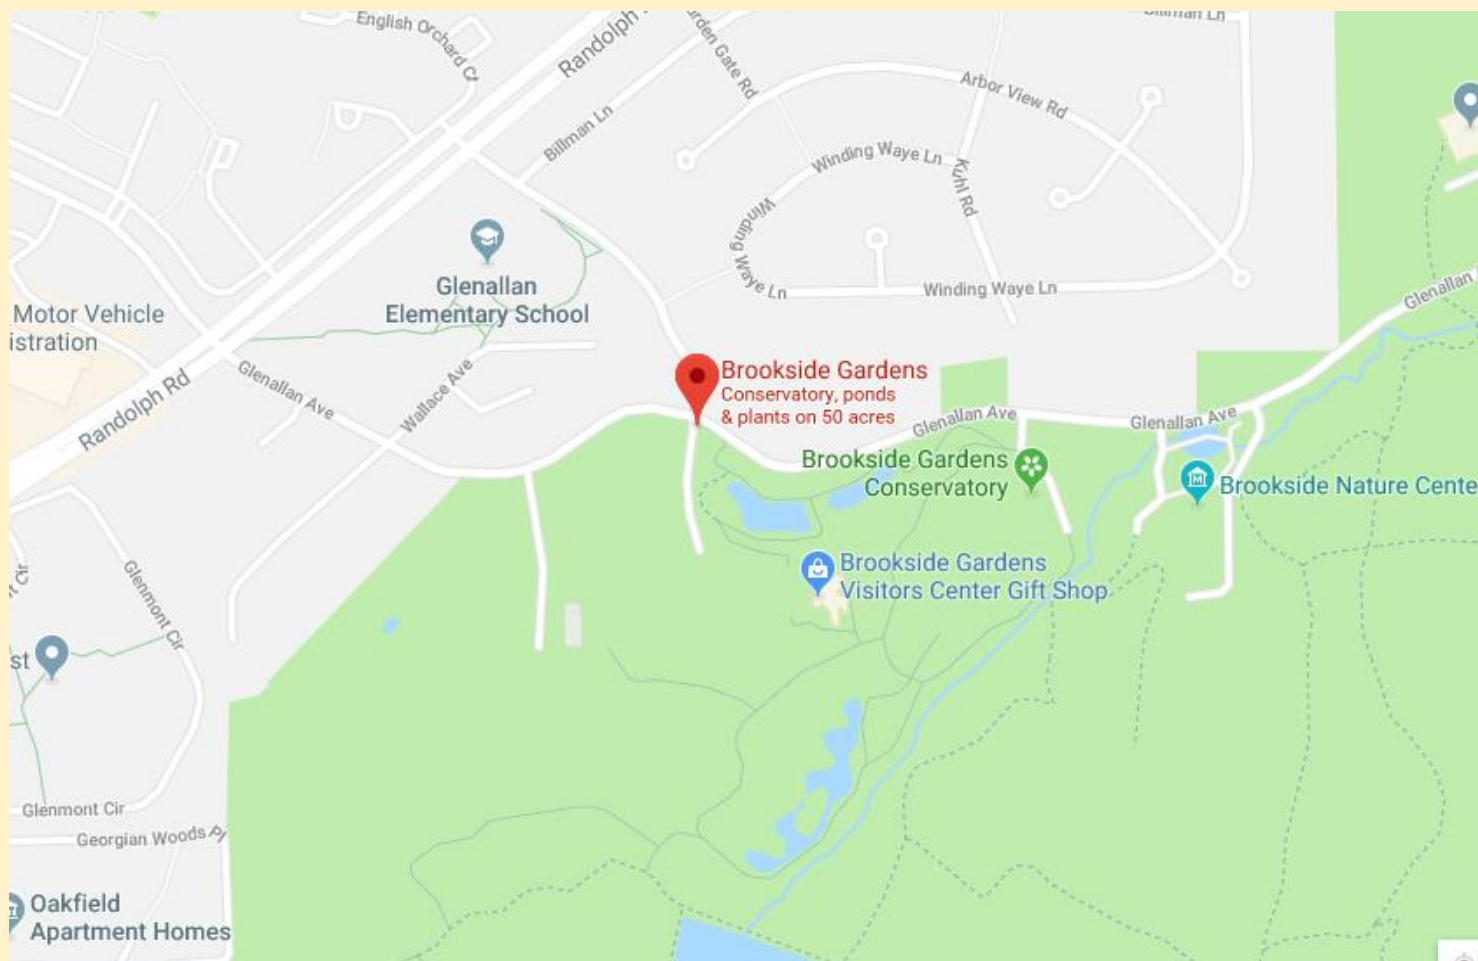 English Orchard Ct
Randolph
Billman Ln
Garden Gate Rd
Arbor View Rd
Billman Ln
Winding Waye Ln
Kuhl Rd
Winding Waye Ln
Winding Waye Ln
Glenallan
Elementary School
Motor Vehicle
istration
Randolph Rd
Glenallan Ave
Wallace Ave
Brookside Gardens
Conservatory, ponds
& plants on 50 acres
Glenallan Ave
Glenallan Ave
Glenallan A
Brookside Gardens
Conservatory
Brookside Nature Cente
Brookside Gardens
Visitors Center Gift Shop
Glenmont Cir
t Cir
st
Glenmont Cir
Georgian Woods Pl
Oakfield
Apartment Homes